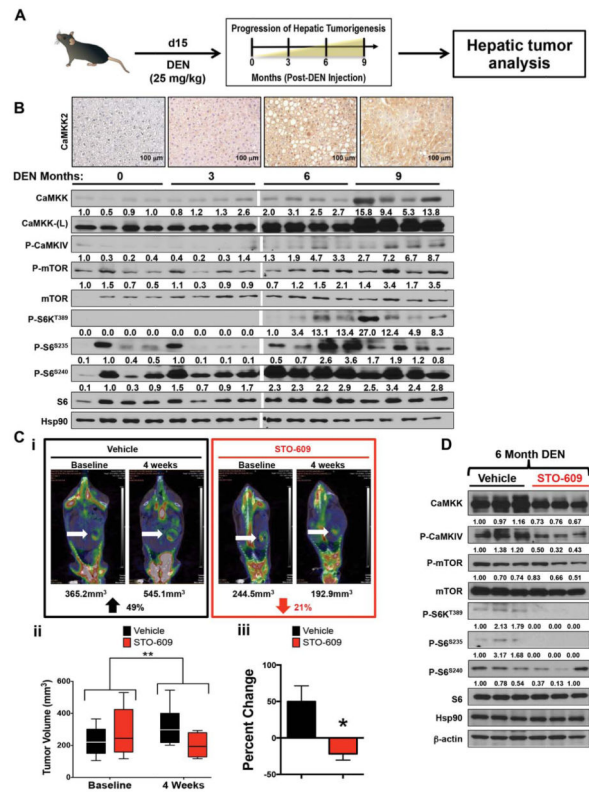 A
d15
DEN
(25 mg/kg)
Progression of Hepatic Tumorigenesis
0 3 6 9
Months (Post-DEN Injection)
Hepatic tumor
analysis
B
CaMKK2
100 µm 100 µm 100 µm 100 µm
DEN Months: 0 3 6 9
CaMKK
1.0 0.5 0.9 1.0 0.8 1.2 1.3 2.6 2.0 3.1 2.5 2.7 15.8 9.4 5.3 13.8
CaMKK-(L)
P-CaMKIV
1.0 0.3 0.2 0.4 0.4 0.2 0.3 1.4 1.3 1.9 4.7 3.3 2.7 7.2 6.7 8.7
P-mTOR
1.0 1.5 0.7 0.5 1.1 0.3 0.9 0.9 0.7 1.2 1.5 2.1 1.4 3.4 1.7 3.5
mTOR
P-S6K T389
0.0 0.0 0.0 0.0 0.0 0.0 0.0 0.0 1.0 3.4 13.1 13.4 27.0 12.4 4.9 8.3
P-S6 S235
0.1 1.0 0.4 0.5 1.0 0.1 0.1 0.1 0.5 0.7 2.6 3.6 1.7 1.9 1.2 0.8
P-S6 S240
0.1 1.0 0.3 0.9 1.5 0.7 0.9 1.7 2.3 2.3 2.2 2.9 2.5 3.4 2.4 2.8
S6
Hsp90
C i
Vehicle
Baseline 4 weeks
365.2mm³ 545.1mm³
49%
STO-609
Baseline 4 weeks
244.5mm³ 192.9mm³
21%
ii
Vehicle
STO-609
**
Tumor Volume (mm³)
600
400
200
0
Baseline 4 Weeks
iii
Percent Change
100
50
0
-50
*
D
6 Month DEN
Vehicle STO-609
CaMKK
1.00 0.97 1.16 0.73 0.76 0.67
P-CaMKIV
1.00 1.38 1.20 0.50 0.32 0.43
P-mTOR
1.00 0.70 0.74 0.83 0.66 0.51
mTOR
P-S6K T389
1.00 2.13 1.79 0.00 0.00 0.00
P-S6 S235
1.00 3.17 1.68 0.00 0.00 0.00
P-S6 S240
1.00 0.78 0.54 0.37 0.13 1.00
S6
Hsp90
β-actin